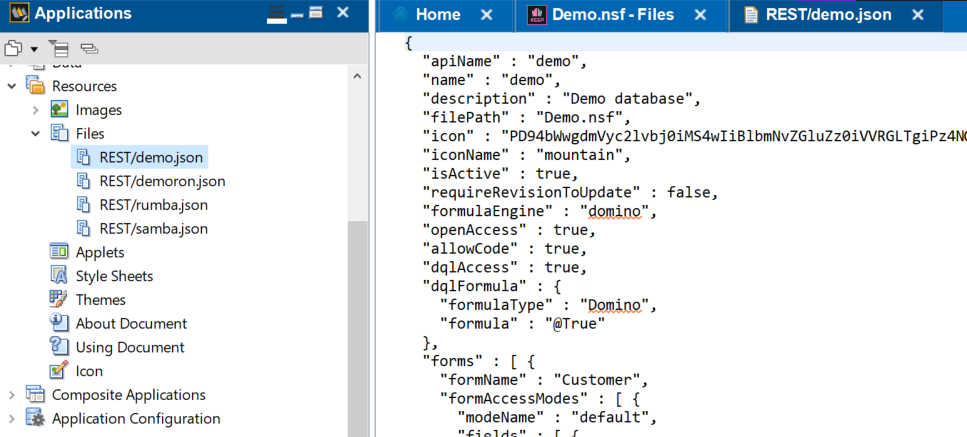 Applications
Data
Resources
Images
Files
REST/demo.json
REST/demoron.json
REST/rumba.json
REST/samba.json
Applets
Style Sheets
Themes
About Document
Using Document
Icon
Composite Applications
Application Configuration
Home
KEEP
Demo.nsf - Files
REST/demo.json
{
"apiName" : "demo",
"name" : "demo",
"description" : "Demo database",
"filePath" : "Demo.nsf",
"icon" : "PD94bWwgdmVyc2lvbj0iMS4wIiBlbmNvZGluZz0iVVRGLTgiPz4NC
"iconName" : "mountain",
"isActive" : true,
"requireRevisionToUpdate" : false,
"formulaEngine" : "domino",
"openAccess" : true,
"allowCode" : true,
"dqlAccess" : true,
"dqlFormula" : {
"formulaType" : "Domino",
"formula" : "@True"
},
"forms" : [ {
"formName" : "Customer",
"formAccessModes" : [ {
"modeName" : "default",
"fields" : [ {